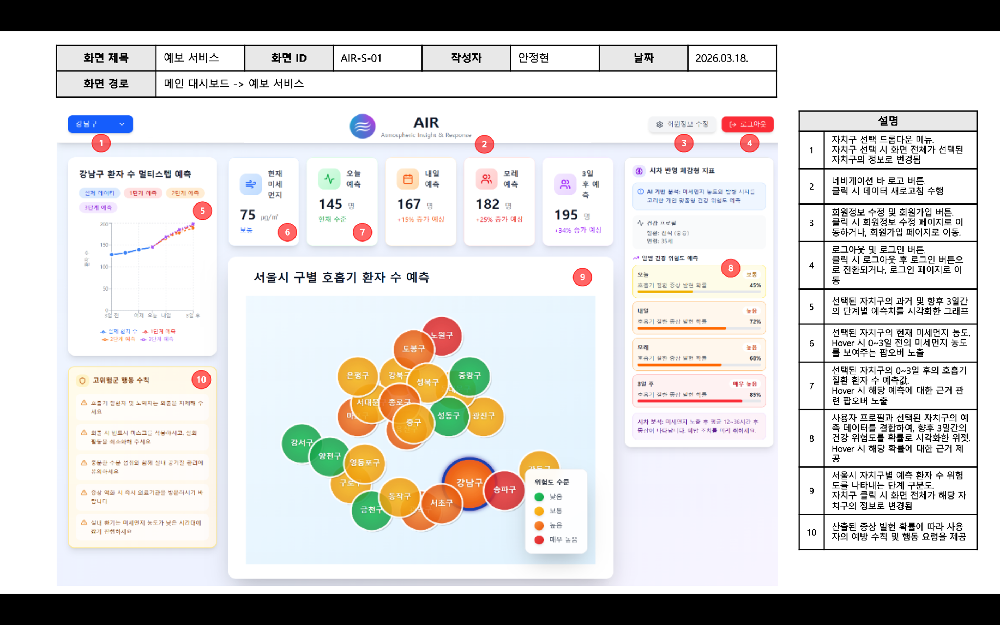 화면 제목
예보 서비스
화면 ID
AIR-S-01
작성자
안정현
날짜
2026.03.18.
화면 경로
메인 대시보드 -> 예보 서비스
강남구
1
AIR
Atmospheric Insight & Response
2
회원정보 수정
3
로그아웃
4
강남구 환자 수 멀티스텝 예측
실제 데이터
1단계 예측
2단계 예측
3단계 예측
5
200
150
100
50
0
환자 수
3일 전
어제
오늘
내일
3일 후
실제 환자 수
1단계 예측
2단계 예측
3단계 예측
현재
미세
먼지
75 μg/m³
보통
6
오늘
예측
145 명
현재 수준
7
내일
예측
167 명
+15% 증가 예상
모레
예측
182 명
+25% 증가 예상
3일
후 예
측
195 명
+34% 증가 예상
고위험군 행동 수칙
10
호흡기 질환자 및 노약자는 외출을 자제해 주
세요
외출 시 반드시 마스크를 착용하시고, 실외
활동을 최소화해 주세요
충분한 수분 섭취와 함께 실내 공기질 관리에
유의하세요
증상 악화 시 즉시 의료기관을 방문하시기 바
랍니다
실내 환기는 미세먼지 농도가 낮은 시간대에
짧게 진행하세요
서울시 구별 호흡기 환자 수 예측
9
노원구
도봉구
은평구
강북구
성북구
중랑구
동대문구
서대문구
종로구
마포구
중구
용산구
성동구
광진구
강서구
양천구
영등포구
구로구
강남구
강동구
송파구
동작구
서초구
금천구
위험도 수준
낮음
보통
높음
매우 높음
시차 반영 체감형 지표
AI 기반 분석: 미세먼지 농도와 발병 시차를
고려한 개인 맞춤형 건강 위험도 예측
건강 프로필
질환: 천식 (중증)
연령: 35세
일별 건강 위험도 예측
8
오늘
보통
호흡기 질환 증상 발현 확률
45%
내일
높음
호흡기 질환 증상 발현 확률
72%
모레
높음
호흡기 질환 증상 발현 확률
68%
3일 후
매우 높음
호흡기 질환 증상 발현 확률
85%
시차 분석: 미세먼지 노출 후 평균 12~36시간 후
증상이 나타납니다. 예방 조치를 미리 취하세요.
설명
1
자치구 선택 드롭다운 메뉴.
자치구 선택 시 화면 전체가 선택된
자치구의 정보로 변경됨
2
네비게이션 바 로고 버튼.
클릭 시 데이터 새로고침 수행
3
회원정보 수정 및 회원가입 버튼.
클릭 시 회원정보 수정 페이지로 이
동하거나, 회원가입 페이지로 이동.
4
로그아웃 및 로그인 버튼.
클릭 시 로그아웃 후 로그인 버튼으
로 전환되거나, 로그인 페이지로 이
동
5
선택된 자치구의 과거 및 향후 3일간
의 단계별 예측치를 시각화한 그래프
6
선택된 자치구의 현재 미세먼지 농도.
Hover 시 0~3일 전의 미세먼지 농도
를 보여주는 팝오버 노출
7
선택된 자치구의 0~3일 후의 호흡기
질환 환자 수 예측값.
Hover 시 해당 예측에 대한 근거 관
련 팝오버 노출
8
사용자 프로필과 선택된 자치구의 예
측 데이터를 결합하여, 향후 3일간의
건강 위험도를 확률로 시각화한 위젯.
Hover 시 해당 확률에 대한 근거 제
공
9
서울시 자치구별 예측 환자 수 위험
도를 나타내는 단계 구분도.
자치구 클릭 시 화면 전체가 해당 자
치구의 정보로 변경됨
10
산출된 증상 발현 확률에 따라 사용
자의 예방 수칙 및 행동 요령을 제공